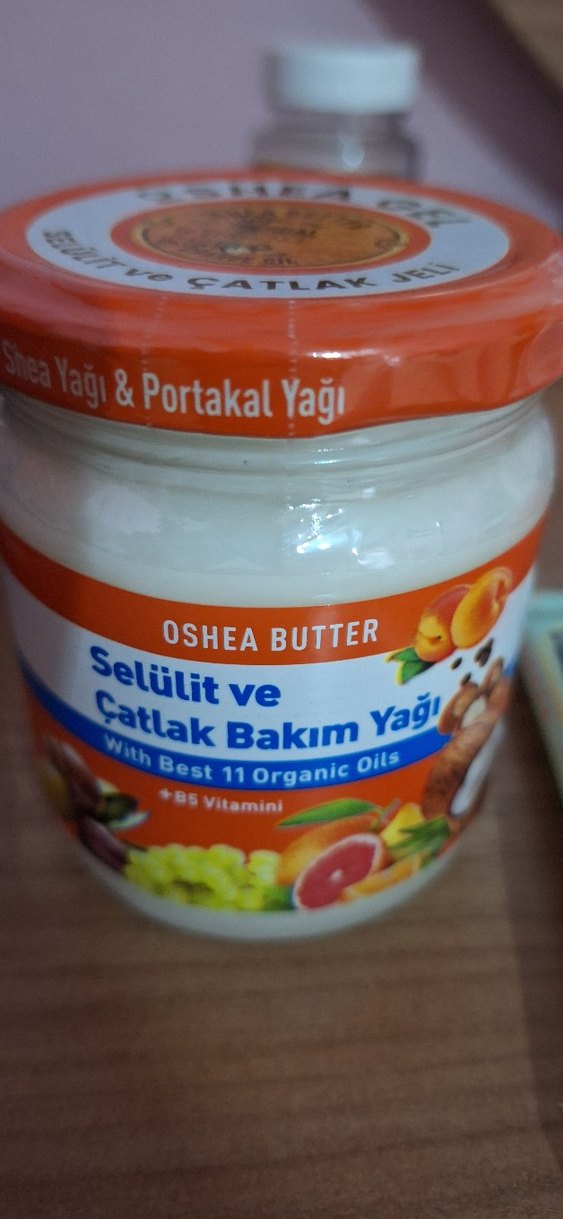 OSHEA GEL
SELÜLİT ve ÇATLAK JELİ
Shea Yağı & Portakal Yağı
OSHEA BUTTER
Selülit ve
Çatlak Bakım Yağı
With Best 11 Organic Oils
+B5 Vitamini